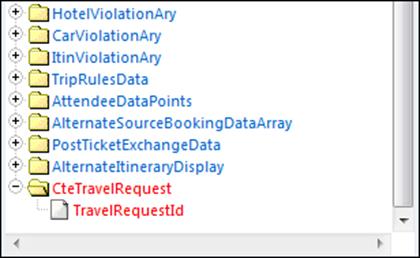 HotelViolationAry
CarViolationAry
ItinViolationAry
TripRulesData
AttendeeDataPoints
AlternateSourceBookingDataArray
PostTicketExchangeData
AlternateItineraryDisplay
CteTravelRequest
TravelRequestId